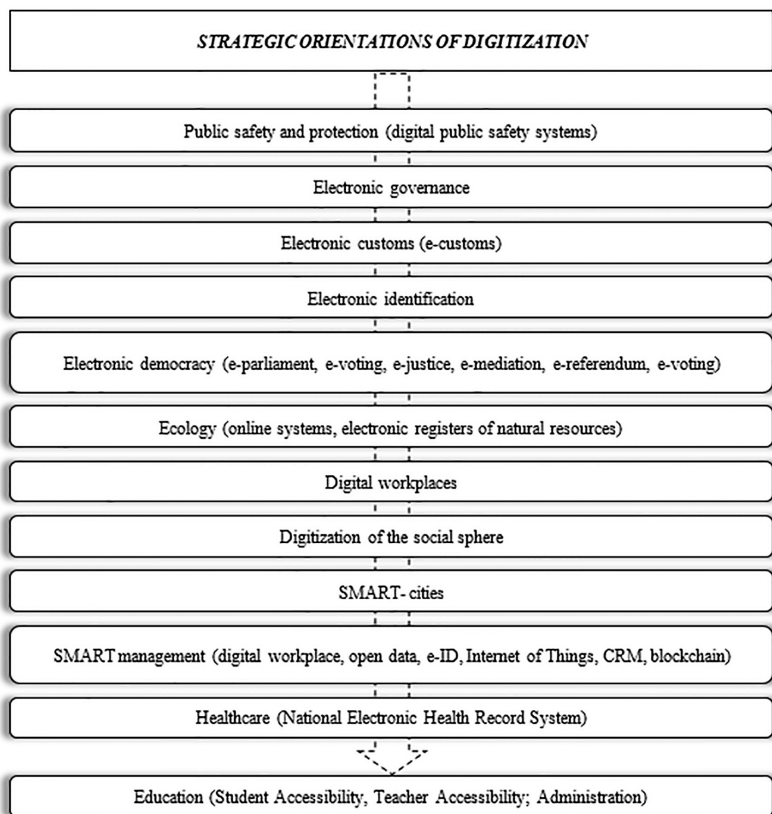 STRATEGIC ORIENTATIONS OF DIGITIZATION
Public safety and protection (digital public safety systems)
Electronic governance
Electronic customs (e-customs)
Electronic identification
Electronic democracy (e-parliament, e-voting, e-justice, e-mediation, e-referendum, e-voting)
Ecology (online systems, electronic registers of natural resources)
Digital workplaces
Digitization of the social sphere
SMART- cities
SMART management (digital workplace, open data, e-ID, Internet of Things, CRM, blockchain)
Healthcare (National Electronic Health Record System)
Education (Student Accessibility, Teacher Accessibility; Administration)